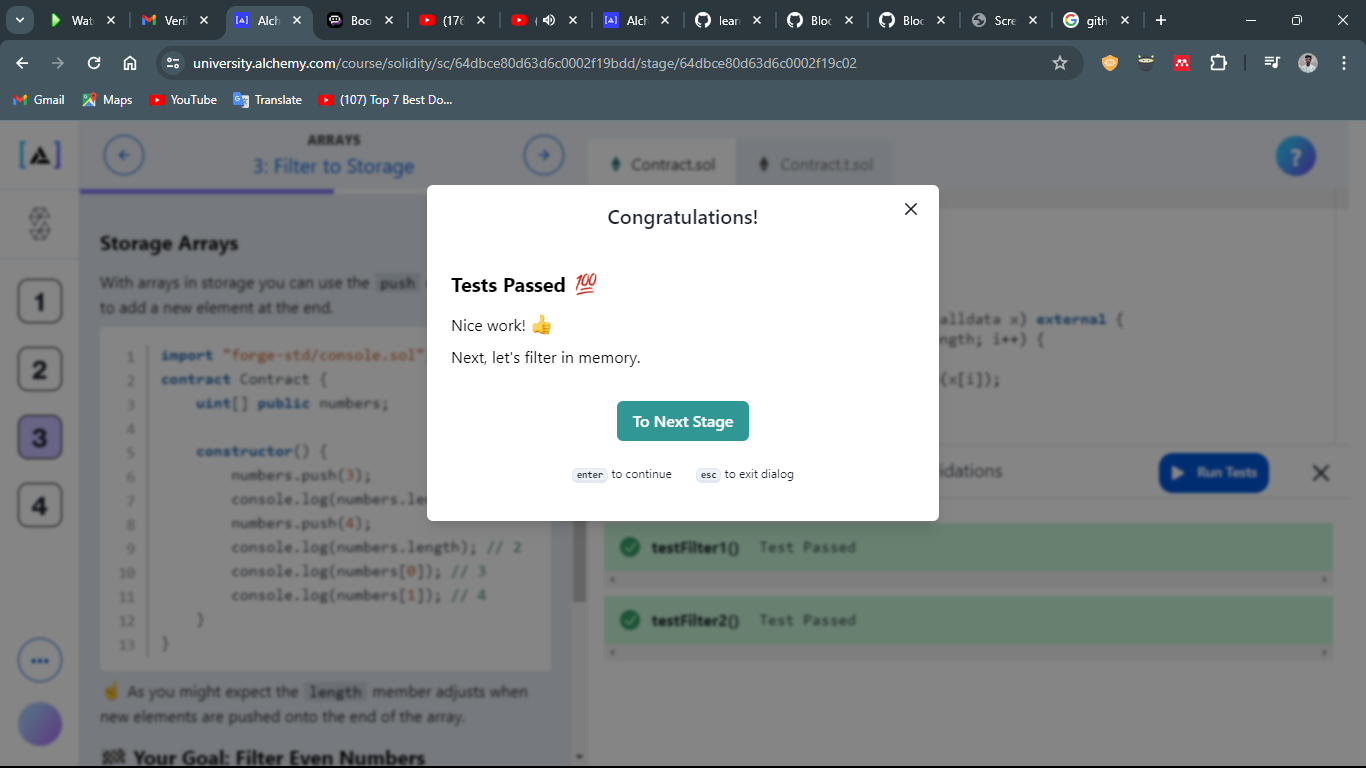 Wat
Veri
Alch
Boo
(176
(
Alch
lear
Bloc
Bloc
Scre
gith
university.alchemy.com/course/solidity/sc/64dbce80d63d6c0002f19bdd/stage/64dbce80d63d6c0002f19c02
Gmail
Maps
YouTube
Translate
(107) Top 7 Best Do...
ARRAYS
3: Filter to Storage
Contract.sol
Contract.t.sol
?
1
2
3
4
Storage Arrays
With arrays in storage you can use the push
to add a new element at the end.
1 import "forge-std/console.sol"
2 contract Contract {
3 uint[] public numbers;
4
5 constructor() {
6 numbers.push(3);
7 console.log(numbers.le
8 numbers.push(4);
9 console.log(numbers.length); // 2
10 console.log(numbers[0]); // 3
11 console.log(numbers[1]); // 4
12 }
13 }
☝️ As you might expect the length member adjusts when
new elements are pushed onto the end of the array.
🏁 Your Goal: Filter Even Numbers
Congratulations!
Tests Passed 💯
Nice work! 👍
Next, let's filter in memory.
To Next Stage
enter to continue
esc to exit dialog
alldata x) external {
ngth; i++) {
(x[i]);
idations
Run Tests
testFilter1() Test Passed
testFilter2() Test Passed